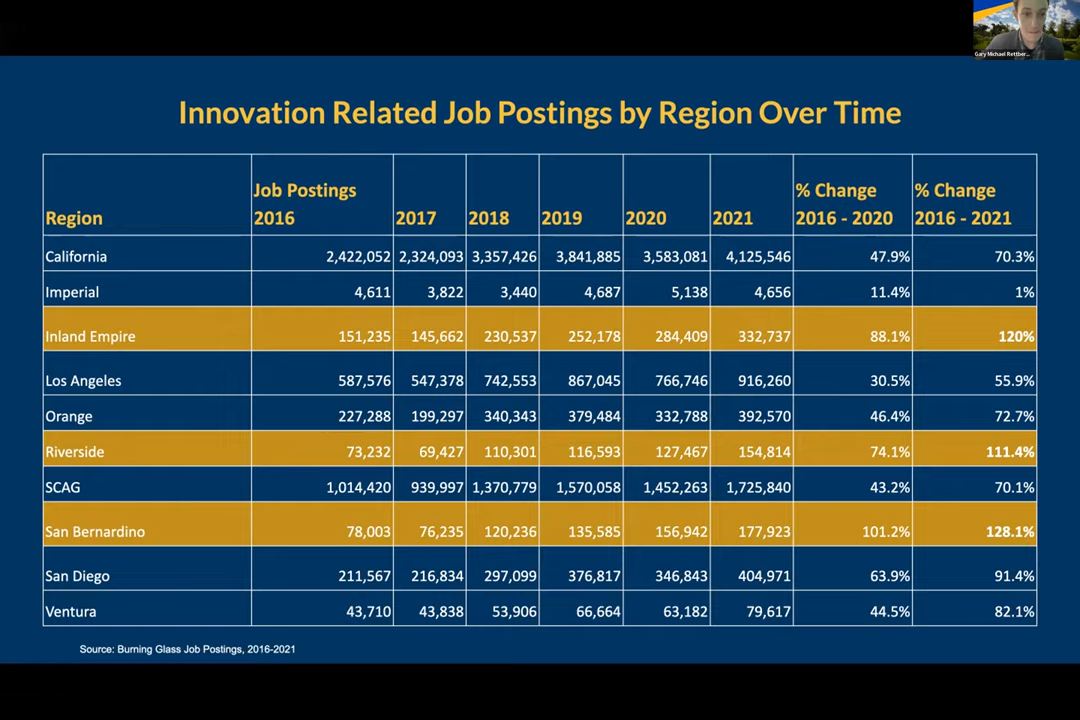 Gary Michael Rettber...
Innovation Related Job Postings by Region Over Time
Region Job Postings 2016 2017 2018 2019 2020 2021 % Change 2016 - 2020 % Change 2016 - 2021
California 2,422,052 2,324,093 3,357,426 3,841,885 3,583,081 4,125,546 47.9% 70.3%
Imperial 4,611 3,822 3,440 4,687 5,138 4,656 11.4% 1%
Inland Empire 151,235 145,662 230,537 252,178 284,409 332,737 88.1% 120%
Los Angeles 587,576 547,378 742,553 867,045 766,746 916,260 30.5% 55.9%
Orange 227,288 199,297 340,343 379,484 332,788 392,570 46.4% 72.7%
Riverside 73,232 69,427 110,301 116,593 127,467 154,814 74.1% 111.4%
SCAG 1,014,420 939,997 1,370,779 1,570,058 1,452,263 1,725,840 43.2% 70.1%
San Bernardino 78,003 76,235 120,236 135,585 156,942 177,923 101.2% 128.1%
San Diego 211,567 216,834 297,099 376,817 346,843 404,971 63.9% 91.4%
Ventura 43,710 43,838 53,906 66,664 63,182 79,617 44.5% 82.1%
Source: Burning Glass Job Postings, 2016-2021